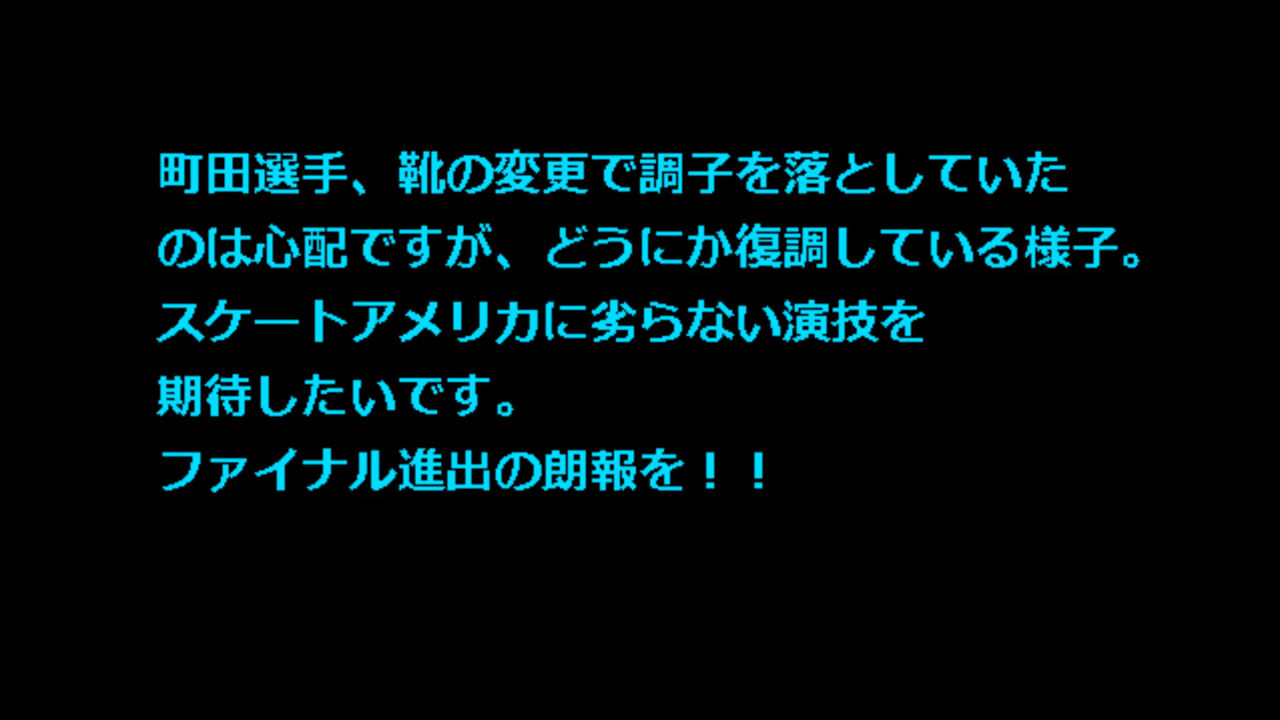 町田選手、靴の変更で調子を落としていた
のは心配ですが、どうにか復調している様子。
スケートアメリカに劣らない演技を
期待したいです。
ファイナル進出の朗報を！！